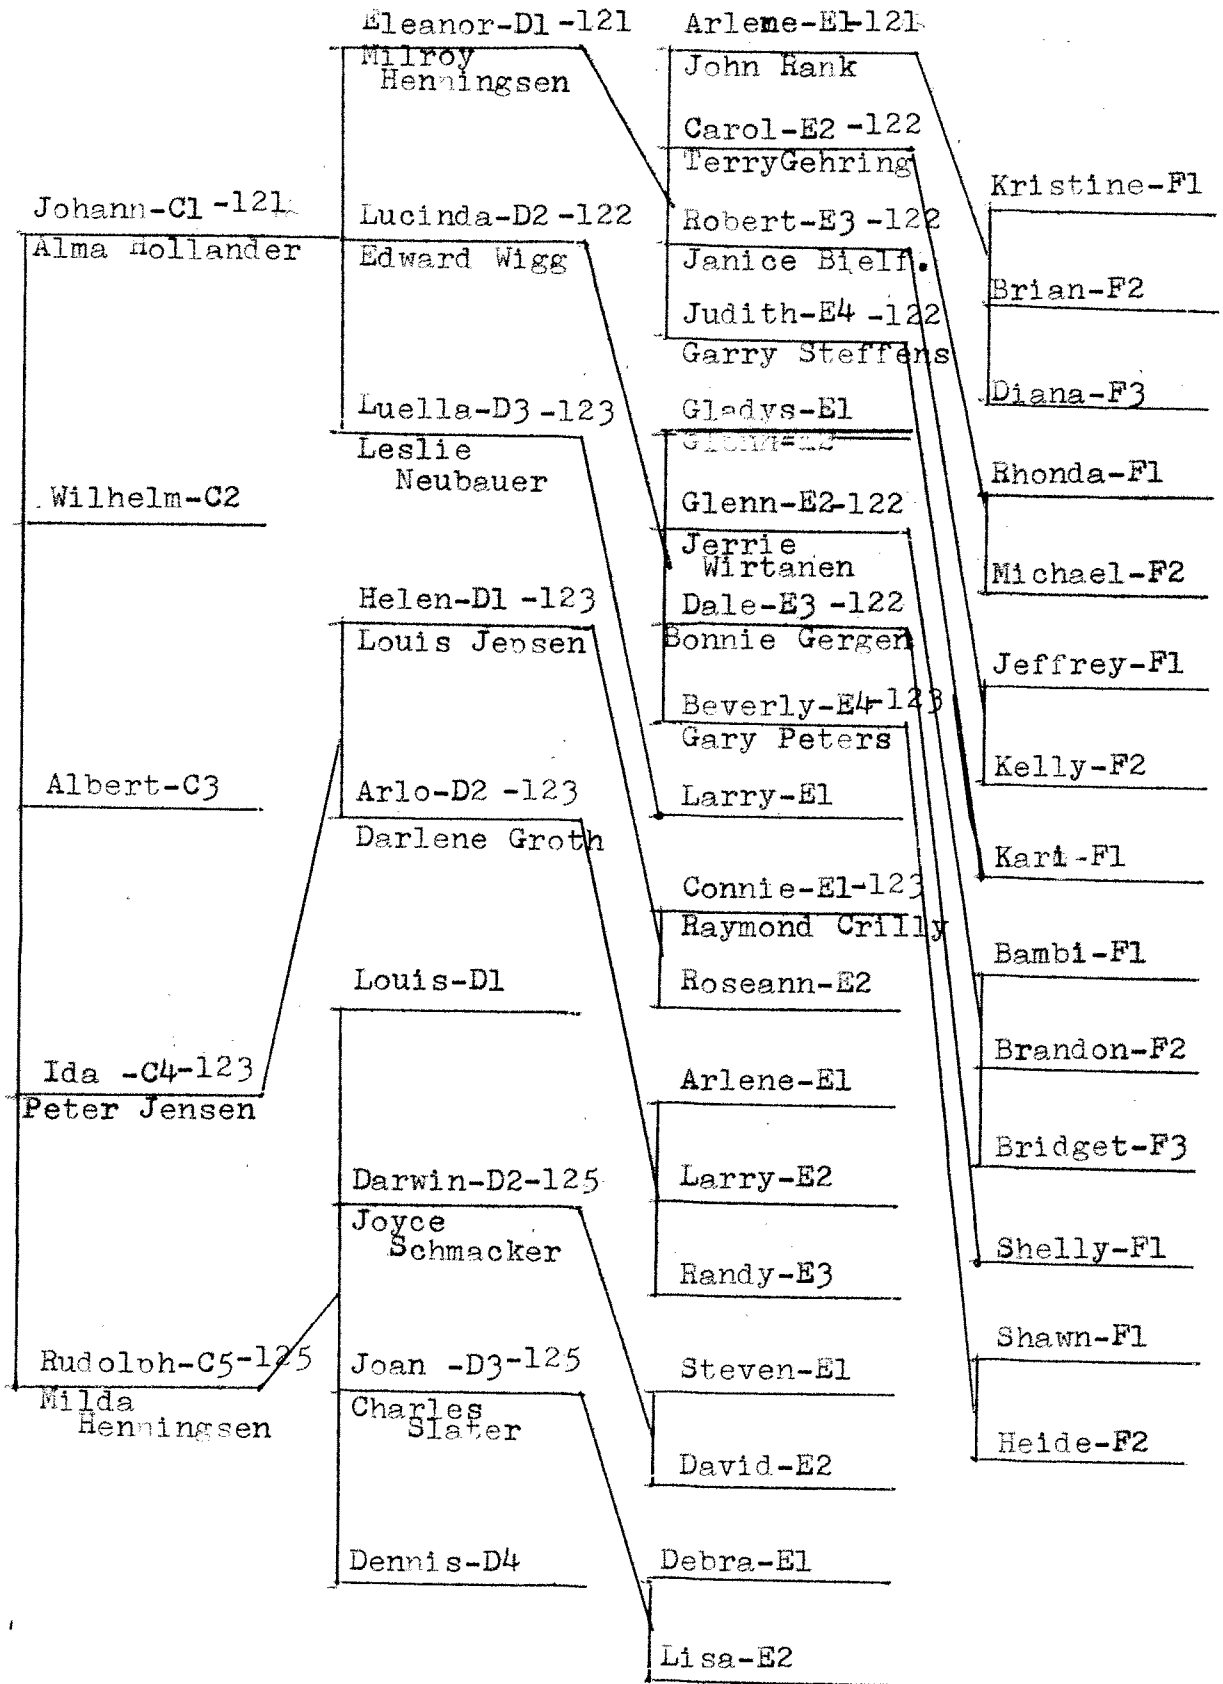 Johann-C1-121
Alma Hollander
Wilhelm-C2
Albert-C3
Ida -C4-123
Peter Jensen
Rudolph-C5-125
Milda
Henningsen
Eleanor-D1-121
Milroy
Henningsen
Lucinda-D2-122
Edward Wigg
Luella-D3-123
Leslie
Neubauer
Helen-D1-123
Louis Jepsen
Arlo-D2-123
Darlene Groth
Louis-D1
Darwin-D2-125
Joyce
Schmacker
Joan -D3-125
Charles
Slater
Dennis-D4
Arlene-E1-121
John Rank
Carol-E2-122
TerryGehring
Robert-E3-122
Janice Bielf.
Judith-E4-122
Garry Steffens
Gladys-E1
Glenn-E2
Glenn-E2-122
Jerrie
Wirtanen
Dale-E3-122
Bonnie Gergen
Beverly-E4-123
Gary Peters
Larry-E1
Connie-E1-123
Raymond Crilly
Roseann-E2
Arlene-E1
Larry-E2
Randy-E3
Steven-E1
David-E2
Debra-E1
Lisa-E2
Kristine-F1
Brian-F2
Diana-F3
Rhonda-F1
Michael-F2
Jeffrey-F1
Kelly-F2
Kari-F1
Bambi-F1
Brandon-F2
Bridget-F3
Shelly-F1
Shawn-F1
Heide-F2